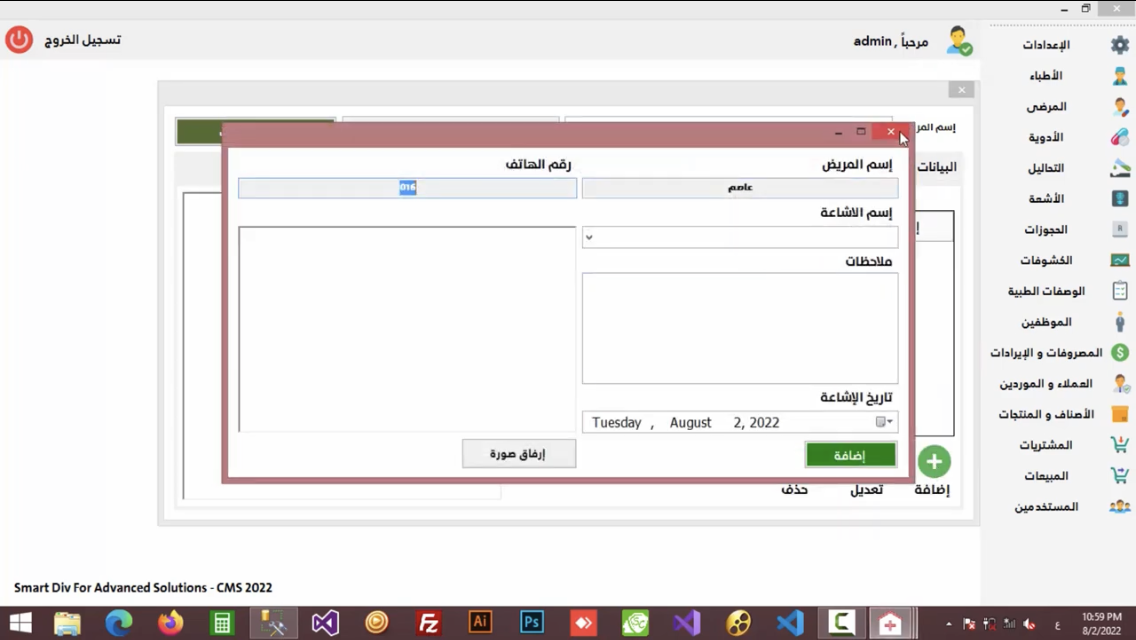 مرحباً , admin
تسجيل الخروج
الإعدادات
الأطباء
المرضى
الأدوية
التحاليل
الأشعة
الحجوزات
الكشوفات
الوصفات الطبية
الموظفين
المصروفات و الإيرادات
العملاء و الموردين
الأصناف و المنتجات
المشتريات
المبيعات
المستخدمين
إسم المر
البيانات
إسم المريض
رقم الهاتف
عاصم
016
إسم الاشاعة
ملاحظات
تاريخ الإشاعة
Tuesday , August 2, 2022
إضافة
إرفاق صورة
إضافة
تعديل
حذف
Smart Div For Advanced Solutions - CMS 2022
Ai
Ps
ع
10:59 PM
8/2/2022